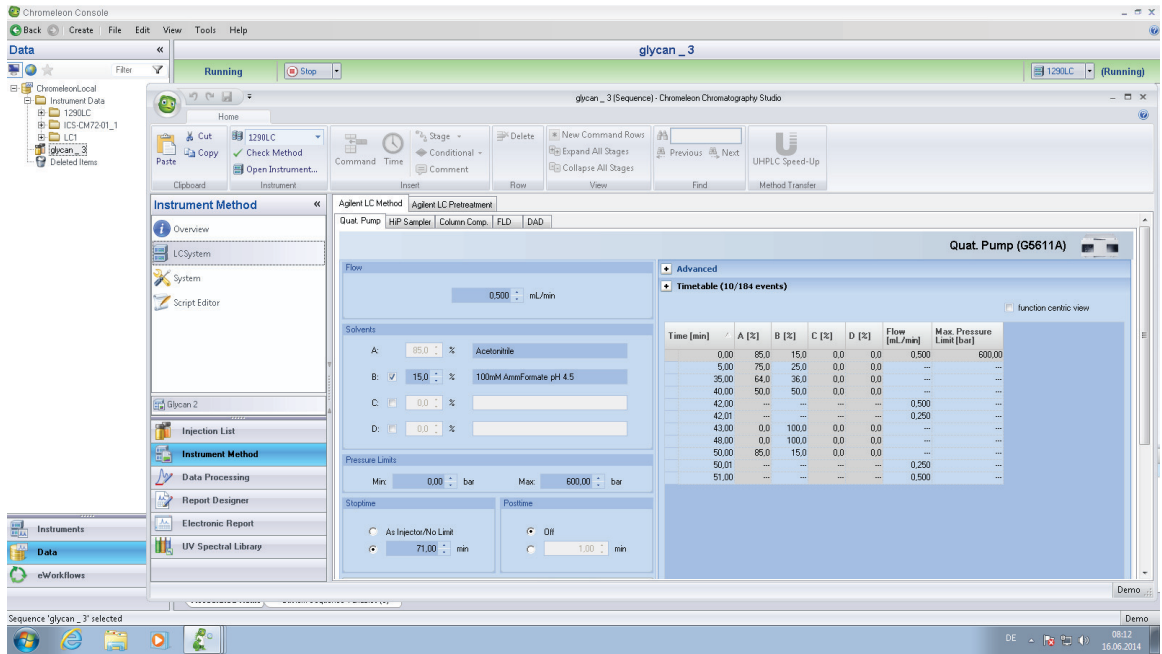 Chromeleon Console
Back Create File Edit View Tools Help
Data «
glycan _ 3
Filter
Running Stop 1290LC (Running)
ChromeleonLocal
Instrument Data
1290LC
ICS-CM72-01_1
LC1
glycan _ 3
Deleted Items
glycan _ 3 (Sequence) - Chromeleon Chromatography Studio
Home
Paste Cut Copy
1290LC
Check Method
Open Instrument...
Command Time Stage Conditional Comment
Delete
New Command Rows
Expand All Stages
Collapse All Stages
Previous Next
UHPLC Speed-Up
Clipboard Instrument Insert Row View Find Method Transfer
Instrument Method «
Overview
LCSystem
System
Script Editor
Glycan 2
Injection List
Instrument Method
Data Processing
Report Designer
Electronic Report
UV Spectral Library
Agilent LC Method Agilent LC Pretreatment
Quat. Pump HiP Sampler Column Comp. FLD DAD
Quat. Pump (G5611A)
Flow
0,500 mL/min
Solvents
A: 85,0 % Acetonitrile
B: 15,0 % 100mM AmmFormate pH 4.5
C: 0,0 %
D: 0,0 %
Pressure Limits
Min: 0,00 bar Max: 600,00 bar
Stoptime
As Injector/No Limit
71,00 min
Posttime
Off
1,00 min
Advanced
Timetable (10/184 events)
function centric view
Time [min] A [%] B [%] C [%] D [%] Flow [mL/min] Max. Pressure Limit [bar]
0,00 85,0 15,0 0,0 0,0 0,500 600,00
5,00 75,0 25,0 0,0 0,0 --- ---
35,00 64,0 36,0 0,0 0,0 --- ---
40,00 50,0 50,0 0,0 0,0 --- ---
42,00 --- --- --- --- 0,500 ---
42,01 --- --- --- --- 0,250 ---
43,00 0,0 100,0 0,0 0,0 --- ---
48,00 0,0 100,0 0,0 0,0 --- ---
50,00 85,0 15,0 0,0 0,0 --- ---
50,01 --- --- --- --- 0,250 ---
51,00 --- --- --- --- 0,500 ---
Demo
Instruments
Data
eWorkflows
Sequence 'glycan _ 3' selected
Demo
DE
08:12
16.06.2014